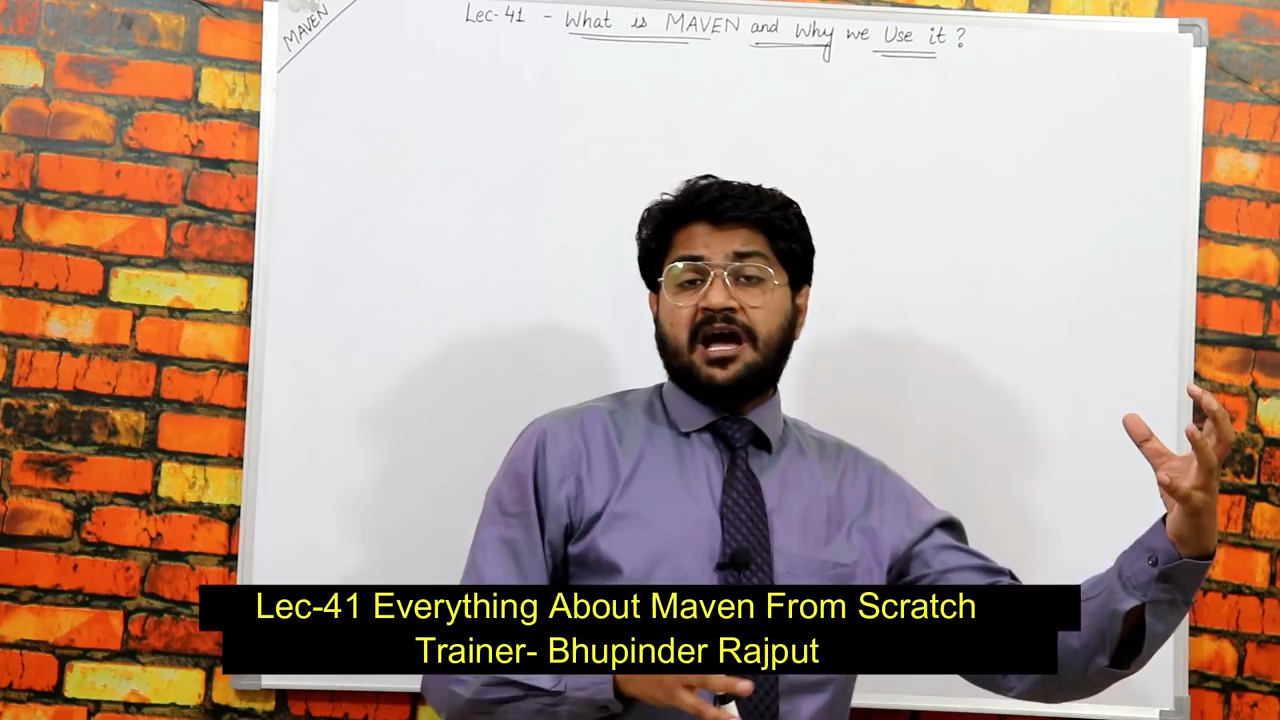 MAVEN
Lec-41 - What is MAVEN and Why we Use it ?
Lec-41 Everything About Maven From Scratch
Trainer- Bhupinder Rajput